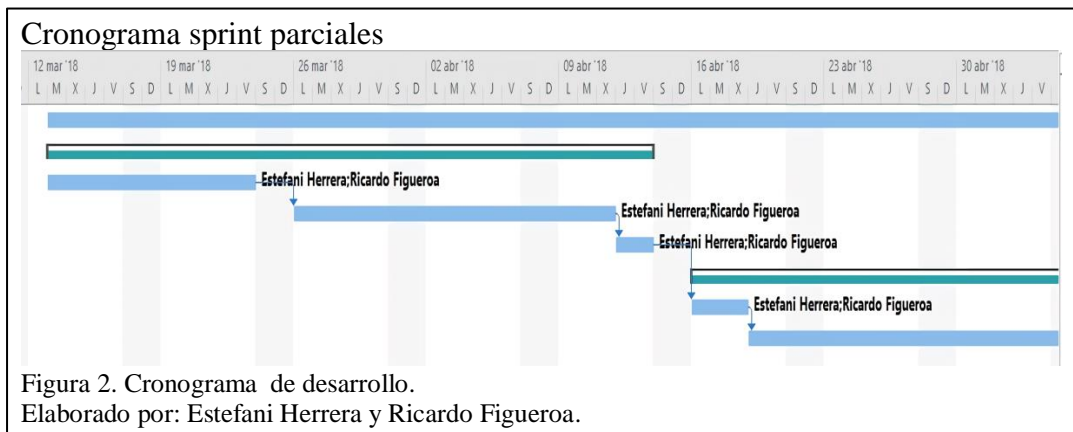 Cronograma sprint parciales
12 mar '18 19 mar '18 26 mar '18 02 abr '18 09 abr '18 16 abr '18 23 abr '18 30 abr '18
L M X J V S D L M X J V S D L M X J V S D L M X J V S D L M X J V S D L M X J V S D L M X J V S D L M X J V
Estefani Herrera;Ricardo Figueroa
Estefani Herrera;Ricardo Figueroa
Estefani Herrera;Ricardo Figueroa
Estefani Herrera;Ricardo Figueroa
Figura 2. Cronograma de desarrollo.
Elaborado por: Estefani Herrera y Ricardo Figueroa.